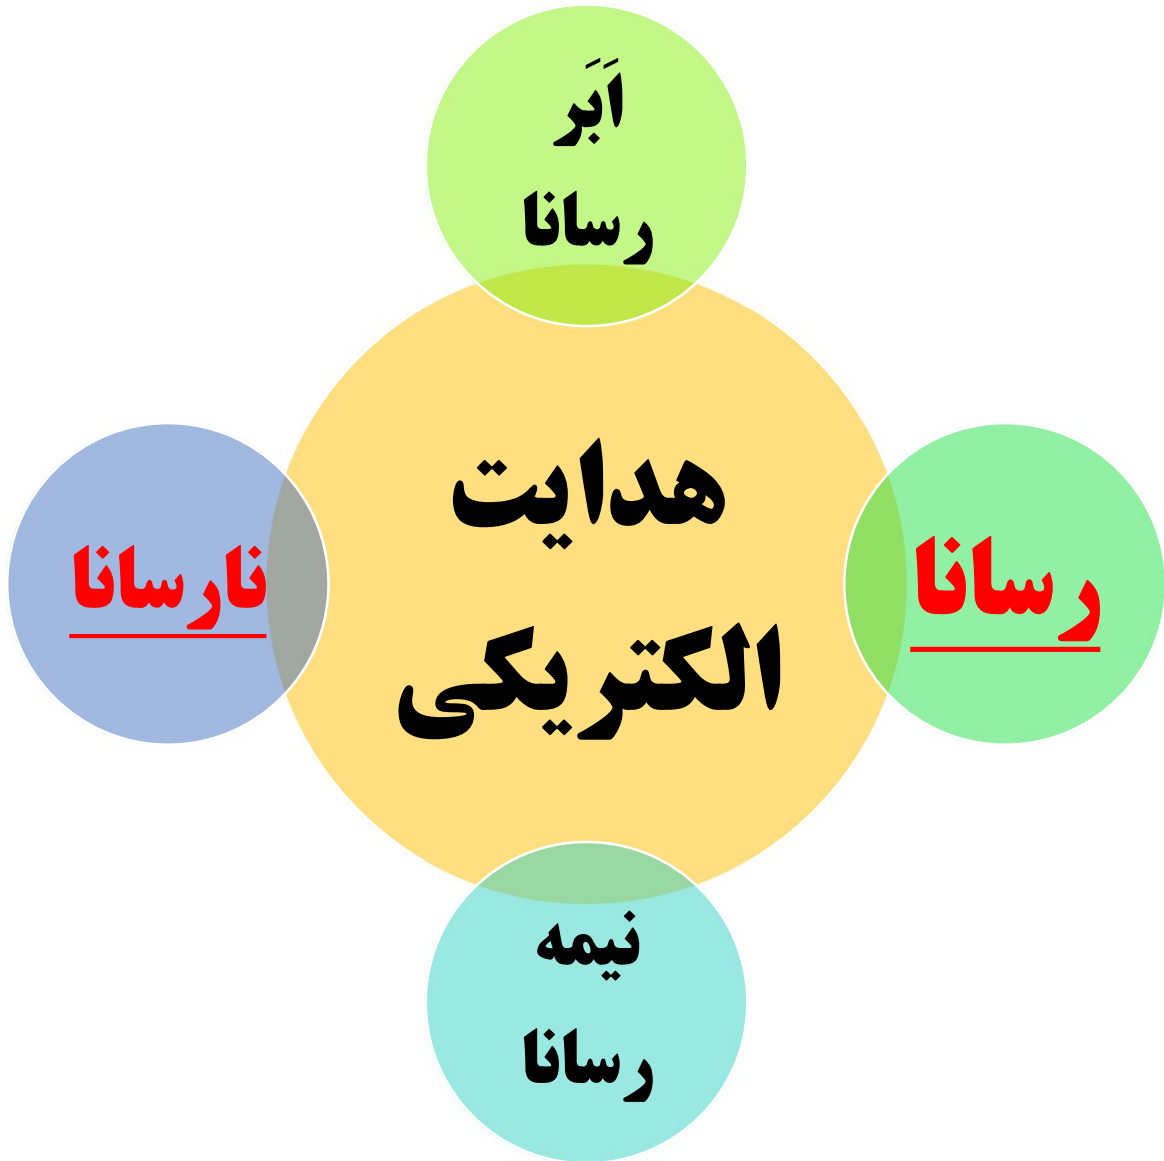 اَبَر
رسانا
هدایت
الکتریکی
رسانا
نارسانا
نیمه
رسانا